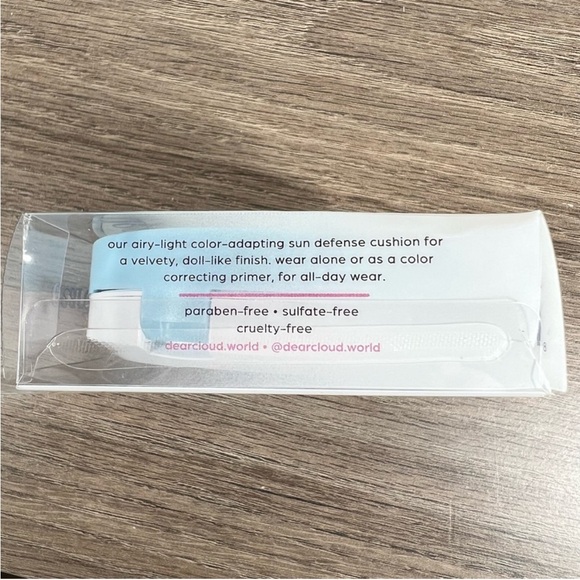 our airy-light color-adapting sun defense cushion for
a velvety, doll-like finish. wear alone or as a color
correcting primer, for all-day wear.
paraben-free • sulfate-free
cruelty-free
dearcloud.world • @dearcloud.world